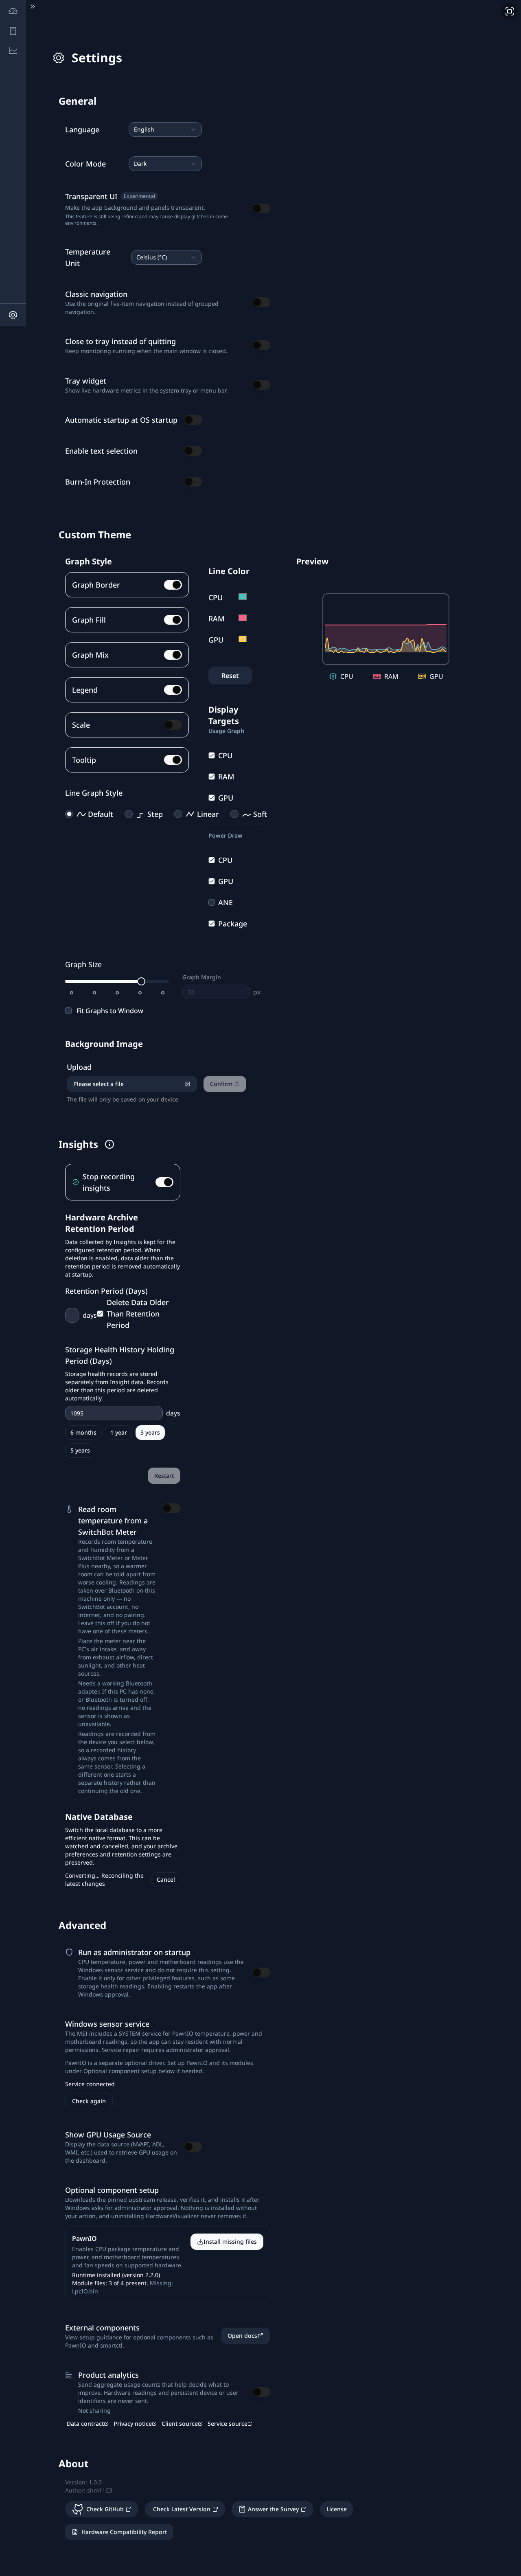 Settings
General
Language
English
Color Mode
Dark
Transparent UI Experimental
Make the app background and panels transparent.
This feature is still being refined and may cause display glitches in some
environments.
Temperature
Unit
Celsius (°C)
Classic navigation
Use the original five-item navigation instead of grouped
navigation.
Close to tray instead of quitting
Keep monitoring running when the main window is closed.
Tray widget
Show live hardware metrics in the system tray or menu bar.
Automatic startup at OS startup
Enable text selection
Burn-In Protection
Custom Theme
Graph Style
Graph Border
Graph Fill
Graph Mix
Legend
Scale
Tooltip
Line Graph Style
Default Step Linear Soft
Line Color
CPU
RAM
GPU
Reset
Display
Targets
Usage Graph
CPU
RAM
GPU
Power Draw
CPU
GPU
ANE
Package
Preview
CPU RAM GPU
Graph Size
Graph Margin
32 px
Fit Graphs to Window
Background Image
Upload
Please select a file
Confirm
The file will only be saved on your device
Insights
Stop recording
insights
Hardware Archive
Retention Period
Data collected by Insights is kept for the
configured retention period. When
deletion is enabled, data older than the
retention period is removed automatically
at startup.
Retention Period (Days)
days
Delete Data Older
Than Retention
Period
Storage Health History Holding
Period (Days)
Storage health records are stored
separately from Insight data. Records
older than this period are deleted
automatically.
1095 days
6 months 1 year 3 years
5 years
Restart
Read room
temperature from a
SwitchBot Meter
Records room temperature
and humidity from a
SwitchBot Meter or Meter
Plus nearby, so a warmer
room can be told apart from
worse cooling. Readings are
taken over Bluetooth on this
machine only — no
SwitchBot account, no
internet, and no pairing.
Leave this off if you do not
have one of these meters.
Place the meter near the
PC's air intake, and away
from exhaust airflow, direct
sunlight, and other heat
sources.
Needs a working Bluetooth
adapter. If this PC has none,
or Bluetooth is turned off,
no readings arrive and the
sensor is shown as
unavailable.
Readings are recorded from
the device you select below,
so a recorded history
always comes from the
same sensor. Selecting a
different one starts a
separate history rather than
continuing the old one.
Native Database
Switch the local database to a more
efficient native format. This can be
watched and cancelled, and your archive
preferences and retention settings are
preserved.
Converting... Reconciling the
latest changes
Cancel
Advanced
Run as administrator on startup
CPU temperature, power and motherboard readings use the
Windows sensor service and do not require this setting.
Enable it only for other privileged features, such as some
storage health readings. Enabling restarts the app after
Windows approval.
Windows sensor service
The MSI includes a SYSTEM service for PawnIO temperature, power and
motherboard readings, so the app can stay resident with normal
permissions. Service repair requires administrator approval.
PawnIO is a separate optional driver. Set up PawnIO and its modules
under Optional component setup below if needed.
Service connected
Check again
Show GPU Usage Source
Display the data source (NVAPI, ADL,
WMI, etc.) used to retrieve GPU usage on
the dashboard.
Optional component setup
Downloads the pinned upstream release, verifies it, and installs it after
Windows asks for administrator approval. Nothing is installed without
your action, and uninstalling HardwareVisualizer never removes it.
PawnIO
Enables CPU package temperature and
power, and motherboard temperatures
and fan speeds on supported hardware.
Runtime installed (version 2.2.0)
Module files: 3 of 4 present. Missing:
LpcIO.bin
Install missing files
External components
View setup guidance for optional components such as
PawnIO and smartctl.
Open docs
Product analytics
Send aggregate usage counts that help decide what to
improve. Hardware readings and persistent device or user
identifiers are never sent.
Not sharing
Data contract Privacy notice Client source Service source
About
Version: 1.0.0
Author: shm11C3
Check GitHub Check Latest Version Answer the Survey License
Hardware Compatibility Report